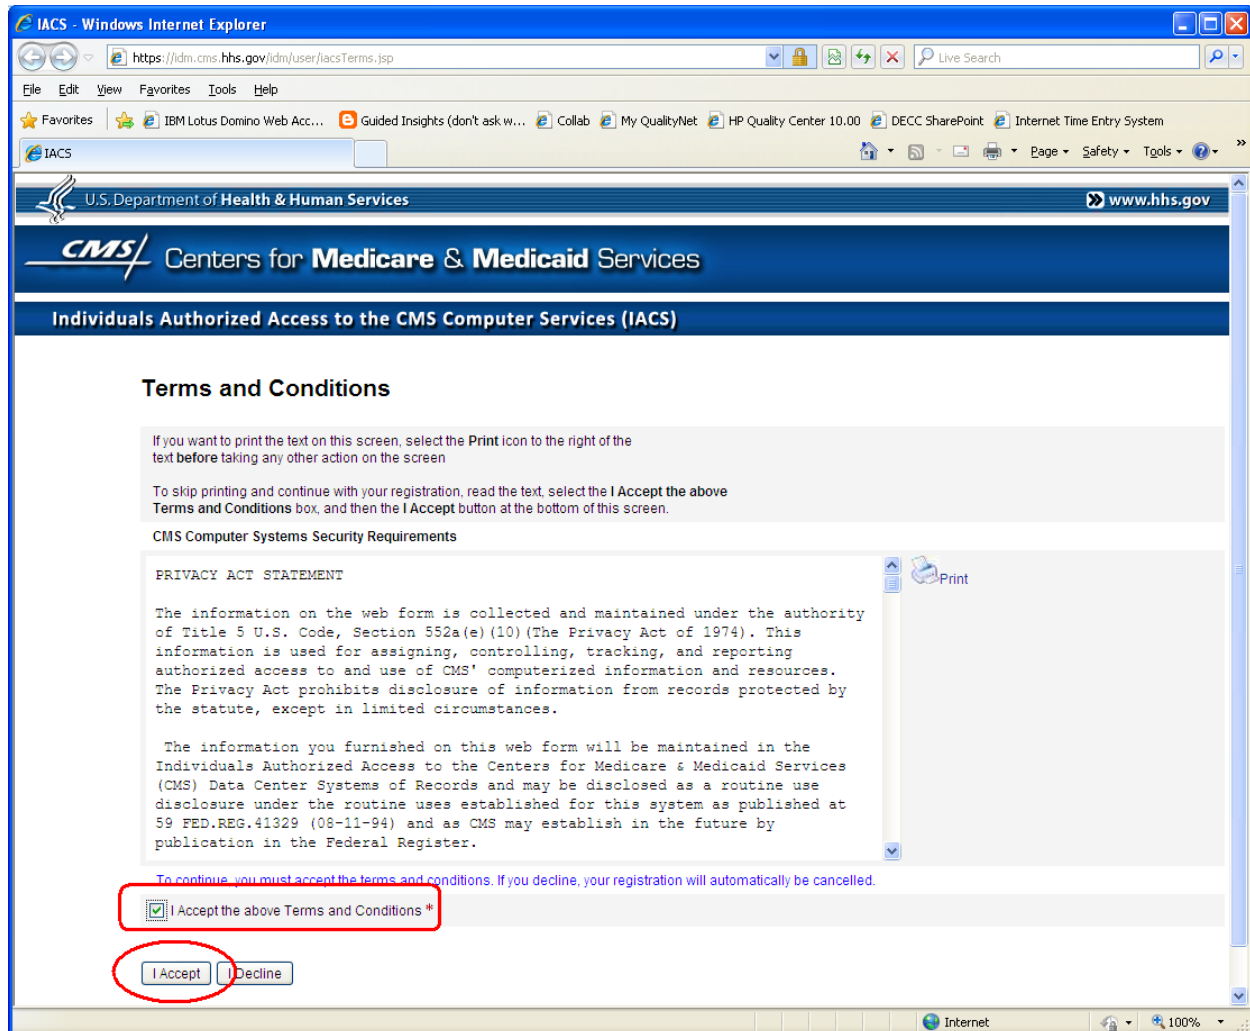 IACS - Windows Internet Explorer
https://idm.cms.hhs.gov/idm/user/IacsTerms.jsp
Live Search
File Edit View Favorites Tools Help
Favorites IBM Lotus Domino Web Acc... Guided Insights (don't ask w... Collab My QualityNet HP Quality Center 10.00 DECC SharePoint Internet Time Entry System
IACS Page Safety Tools
U.S. Department of Health & Human Services www.hhs.gov
CMS Centers for Medicare & Medicaid Services
Individuals Authorized Access to the CMS Computer Services (IACS)
Terms and Conditions
If you want to print the text on this screen, select the Print icon to the right of the
text before taking any other action on the screen
To skip printing and continue with your registration, read the text, select the I Accept the above
Terms and Conditions box, and then the I Accept button at the bottom of this screen.
CMS Computer Systems Security Requirements
PRIVACY ACT STATEMENT
Print
The information on the web form is collected and maintained under the authority
of Title 5 U.S. Code, Section 552a(e)(10)(The Privacy Act of 1974). This
information is used for assigning, controlling, tracking, and reporting
authorized access to and use of CMS' computerized information and resources.
The Privacy Act prohibits disclosure of information from records protected by
the statute, except in limited circumstances.
The information you furnished on this web form will be maintained in the
Individuals Authorized Access to the Centers for Medicare & Medicaid Services
(CMS) Data Center Systems of Records and may be disclosed as a routine use
disclosure under the routine uses established for this system as published at
59 FED.REG.41329 (08-11-94) and as CMS may establish in the future by
publication in the Federal Register.
To continue, you must accept the terms and conditions. If you decline, your registration will automatically be cancelled.
I Accept the above Terms and Conditions *
I Accept I Decline
Internet 100%